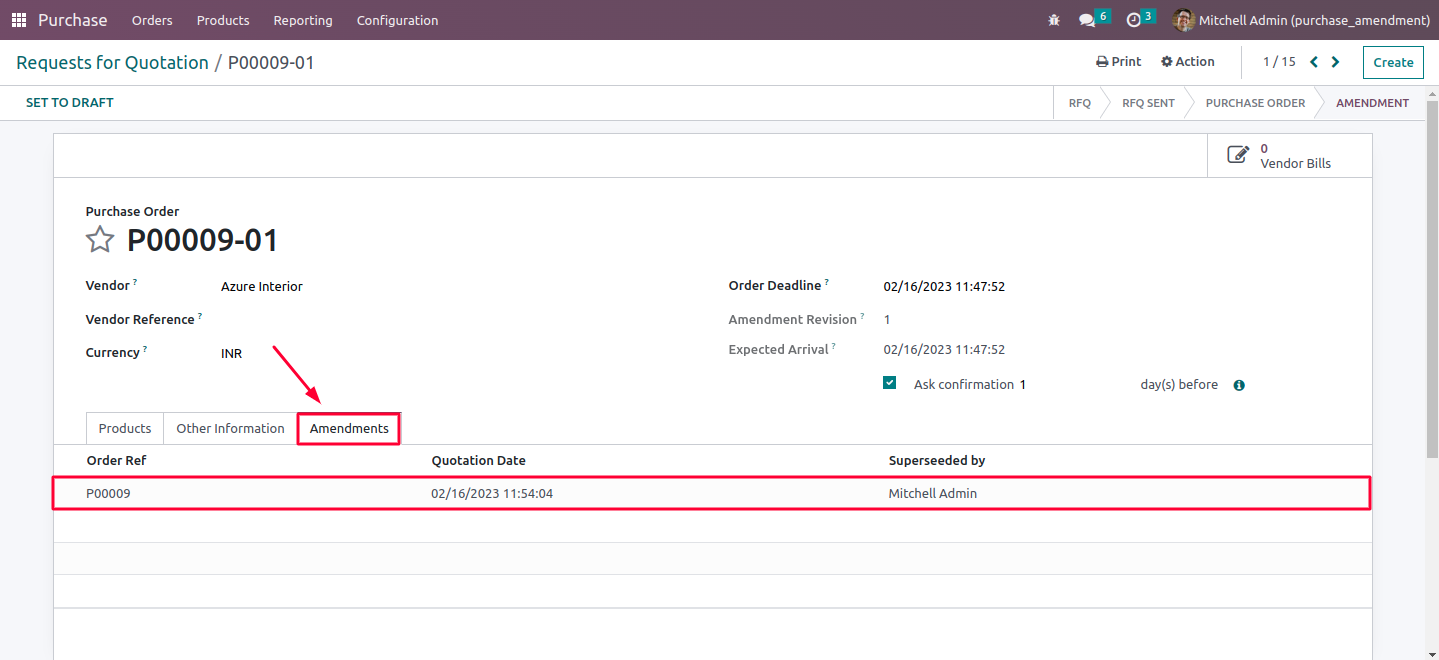 Purchase Orders Products Reporting Configuration 6 3 Mitchell Admin (purchase_amendment)
Requests for Quotation / P00009-01 Print Action 1 / 15 Create
SET TO DRAFT RFQ RFQ SENT PURCHASE ORDER AMENDMENT
0
Vendor Bills
Purchase Order
P00009-01
Vendor ? Azure Interior Order Deadline ? 02/16/2023 11:47:52
Vendor Reference ? Amendment Revision ? 1
Currency ? INR Expected Arrival ? 02/16/2023 11:47:52
Ask confirmation 1 day(s) before
Products Other Information Amendments
Order Ref Quotation Date Superseeded by
P00009 02/16/2023 11:54:04 Mitchell Admin